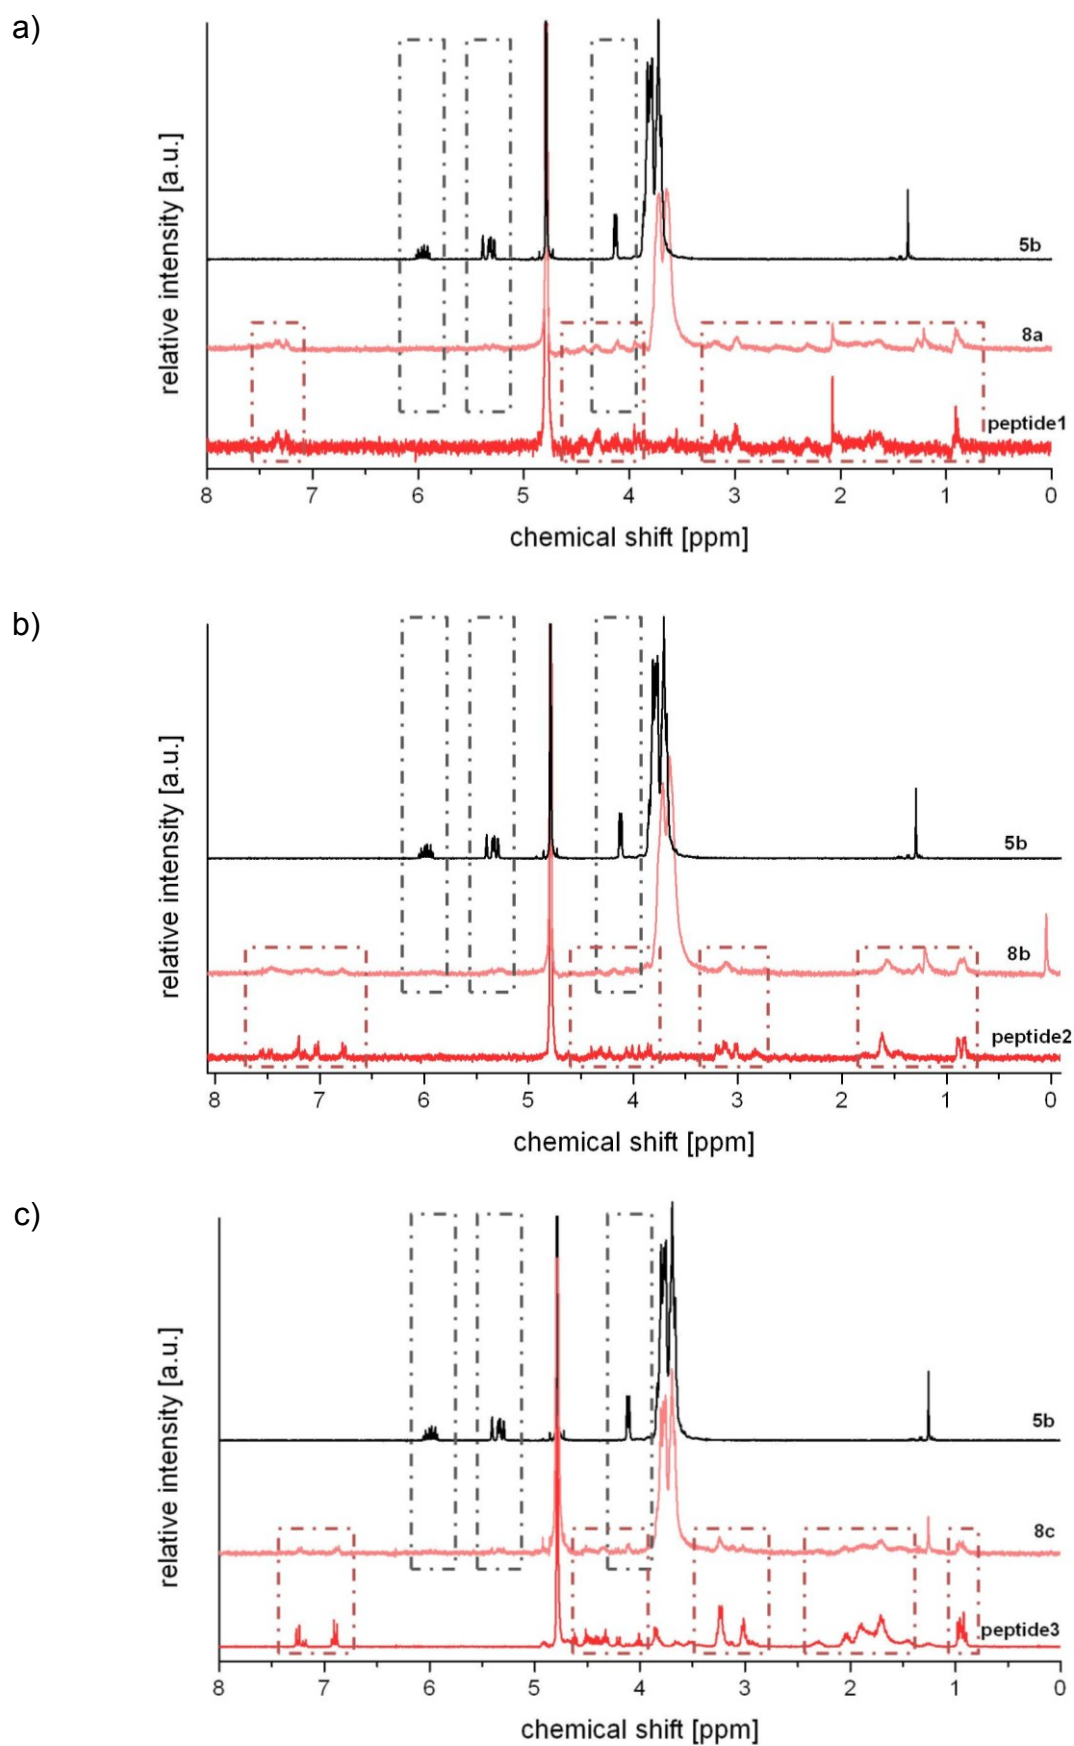 a)
relative intensity [a.u.]
5b
8a
peptide1
8 7 6 5 4 3 2 1 0
chemical shift [ppm]
b)
relative intensity [a.u.]
5b
8b
peptide2
8 7 6 5 4 3 2 1 0
chemical shift [ppm]
c)
relative intensity [a.u.]
5b
8c
peptide3
8 7 6 5 4 3 2 1 0
chemical shift [ppm]